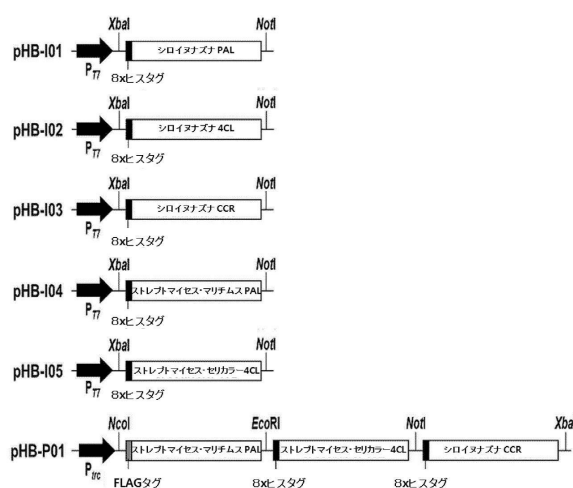 XbaI NotI
pHB-I01 シロイヌナズナ PAL
PT7 8xヒスタグ
XbaI NotI
pHB-I02 シロイヌナズナ 4CL
PT7 8xヒスタグ
XbaI NotI
pHB-I03 シロイヌナズナ CCR
PT7 8xヒスタグ
XbaI NotI
pHB-I04 ストレプトマイセス・マリチムス PAL
PT7 8xヒスタグ
XbaI NotI
pHB-I05 ストレプトマイセス・セリカラー4CL
PT7 8xヒスタグ
NcoI EcoRI NotI Xba
pHB-P01 ストレプトマイセス・マリチムス PAL ストレプトマイセス・セリカラー4CL シロイヌナズナ CCR
Ptrc FLAGタグ 8xヒスタグ 8xヒスタグ